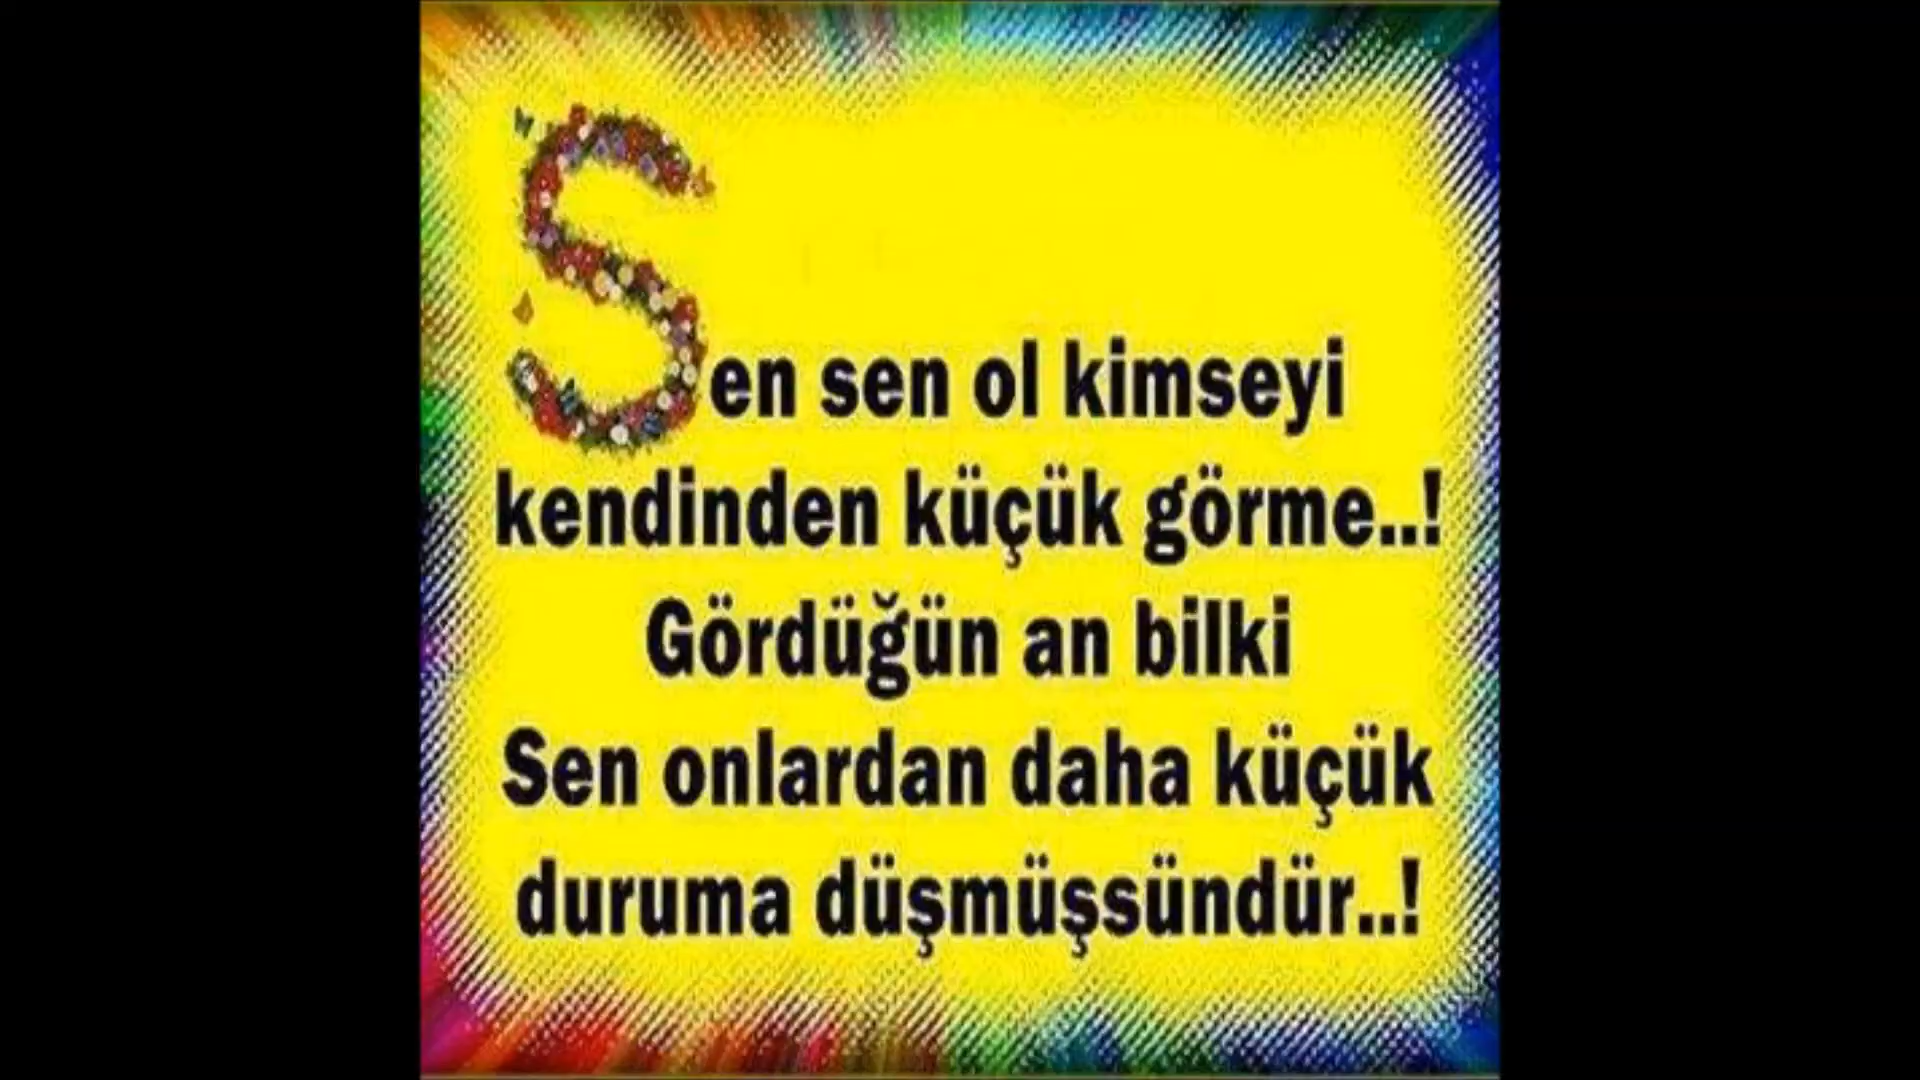 Sen sen ol kimseyi
kendinden küçük görme..!
Gördüğün an bilki
Sen onlardan daha küçük
duruma düşmüşsündür..!